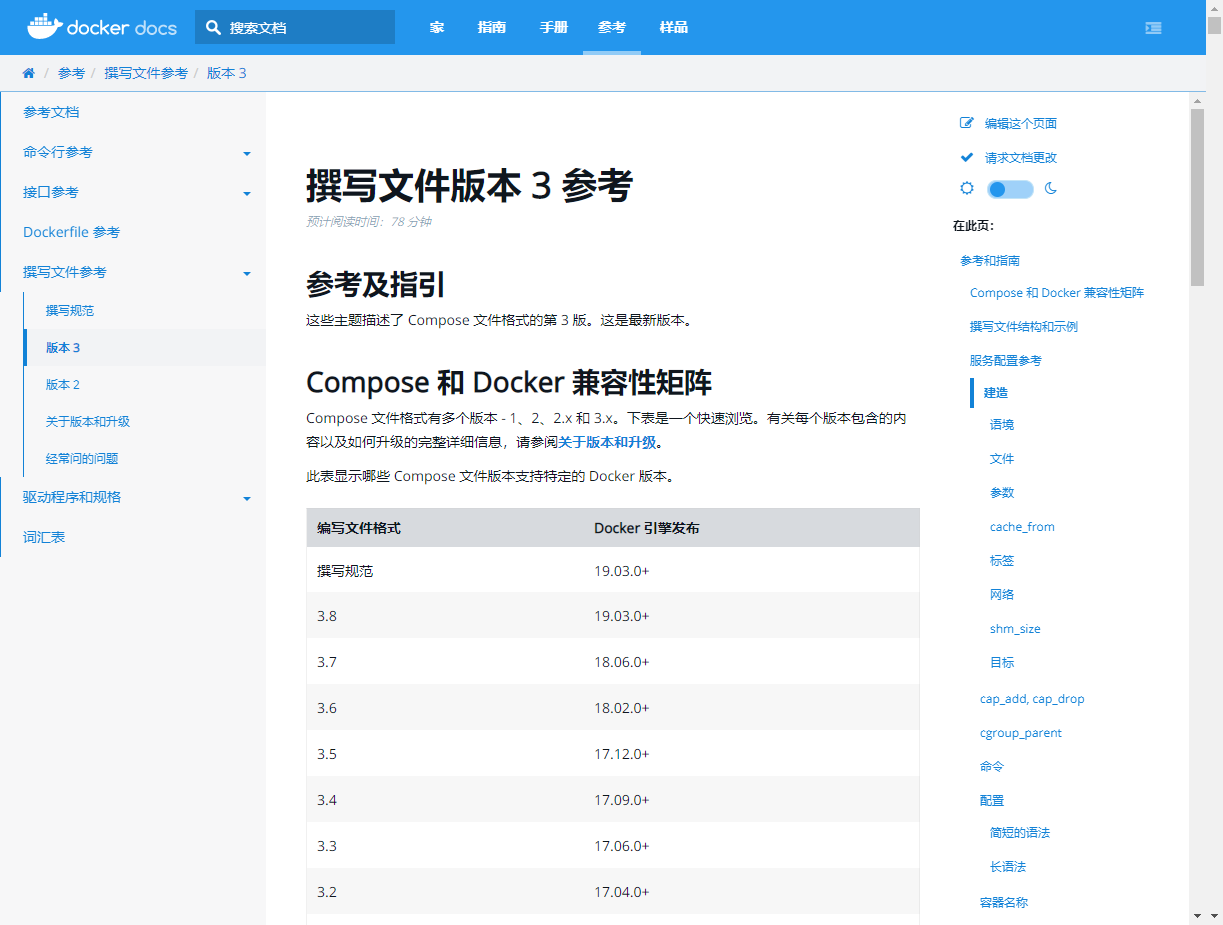 docker docs
搜索文档
家 指南 手册 参考 样品
/ 参考 / 撰写文件参考 / 版本 3
参考文档
命令行参考
接口参考
Dockerfile 参考
撰写文件参考
撰写规范
版本 3
版本 2
关于版本和升级
经常问的问题
驱动程序和规格
词汇表
撰写文件版本 3 参考
预计阅读时间：78 分钟
参考及指引
这些主题描述了 Compose 文件格式的第 3 版。这是最新版本。
Compose 和 Docker 兼容性矩阵
Compose 文件格式有多个版本 - 1、2、2.x 和 3.x。下表是一个快速浏览。有关每个版本包含的内
容以及如何升级的完整详细信息，请参阅关于版本和升级。
此表显示哪些 Compose 文件版本支持特定的 Docker 版本。
编写文件格式 Docker 引擎发布
撰写规范 19.03.0+
3.8 19.03.0+
3.7 18.06.0+
3.6 18.02.0+
3.5 17.12.0+
3.4 17.09.0+
3.3 17.06.0+
3.2 17.04.0+
编辑这个页面
请求文档更改
在此页：
参考和指南
Compose 和 Docker 兼容性矩阵
撰写文件结构和示例
服务配置参考
建造
语境
文件
参数
cache_from
标签
网络
shm_size
目标
cap_add, cap_drop
cgroup_parent
命令
配置
简短的语法
长语法
容器名称